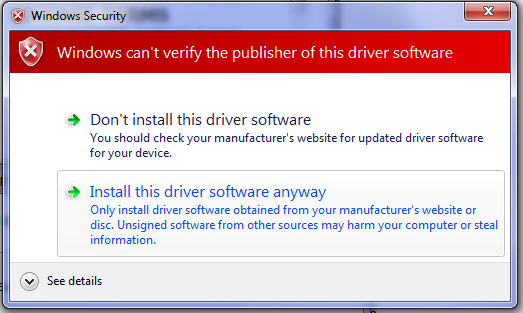 Windows Security
Windows can't verify the publisher of this driver software
Don't install this driver software
You should check your manufacturer's website for updated driver software
for your device.
Install this driver software anyway
Only install driver software obtained from your manufacturer's website or
disc. Unsigned software from other sources may harm your computer or steal
information.
See details